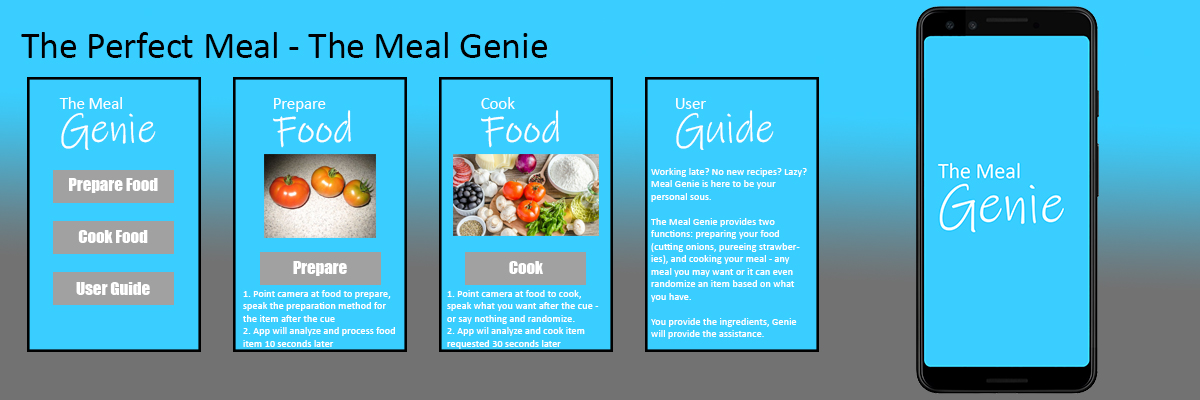 The Perfect Meal - The Meal Genie
The Meal
Genie
Prepare Food
Cook Food
User Guide
Prepare
Food
Prepare
1. Point camera at food to prepare,
speak the preparation method for
the item after the cue
2. App will analyze and process food
item 10 seconds later
Cook
Food
Cook
1. Point camera at food to cook,
speak what you want after the cue -
or say nothing and randomize.
2. App wil analyze and cook item
requested 30 seconds later
User
Guide
Working late? No new recipes? Lazy?
Meal Genie is here to be your
personal sous.
The Meal Genie provides two
functions: preparing your food
(cutting onions, pureeing strawber-
ies), and cooking your meal - any
meal you may want or it can even
randomize an item based on what
you have.
You provide the ingredients, Genie
will provide the assistance.
The Meal
Genie